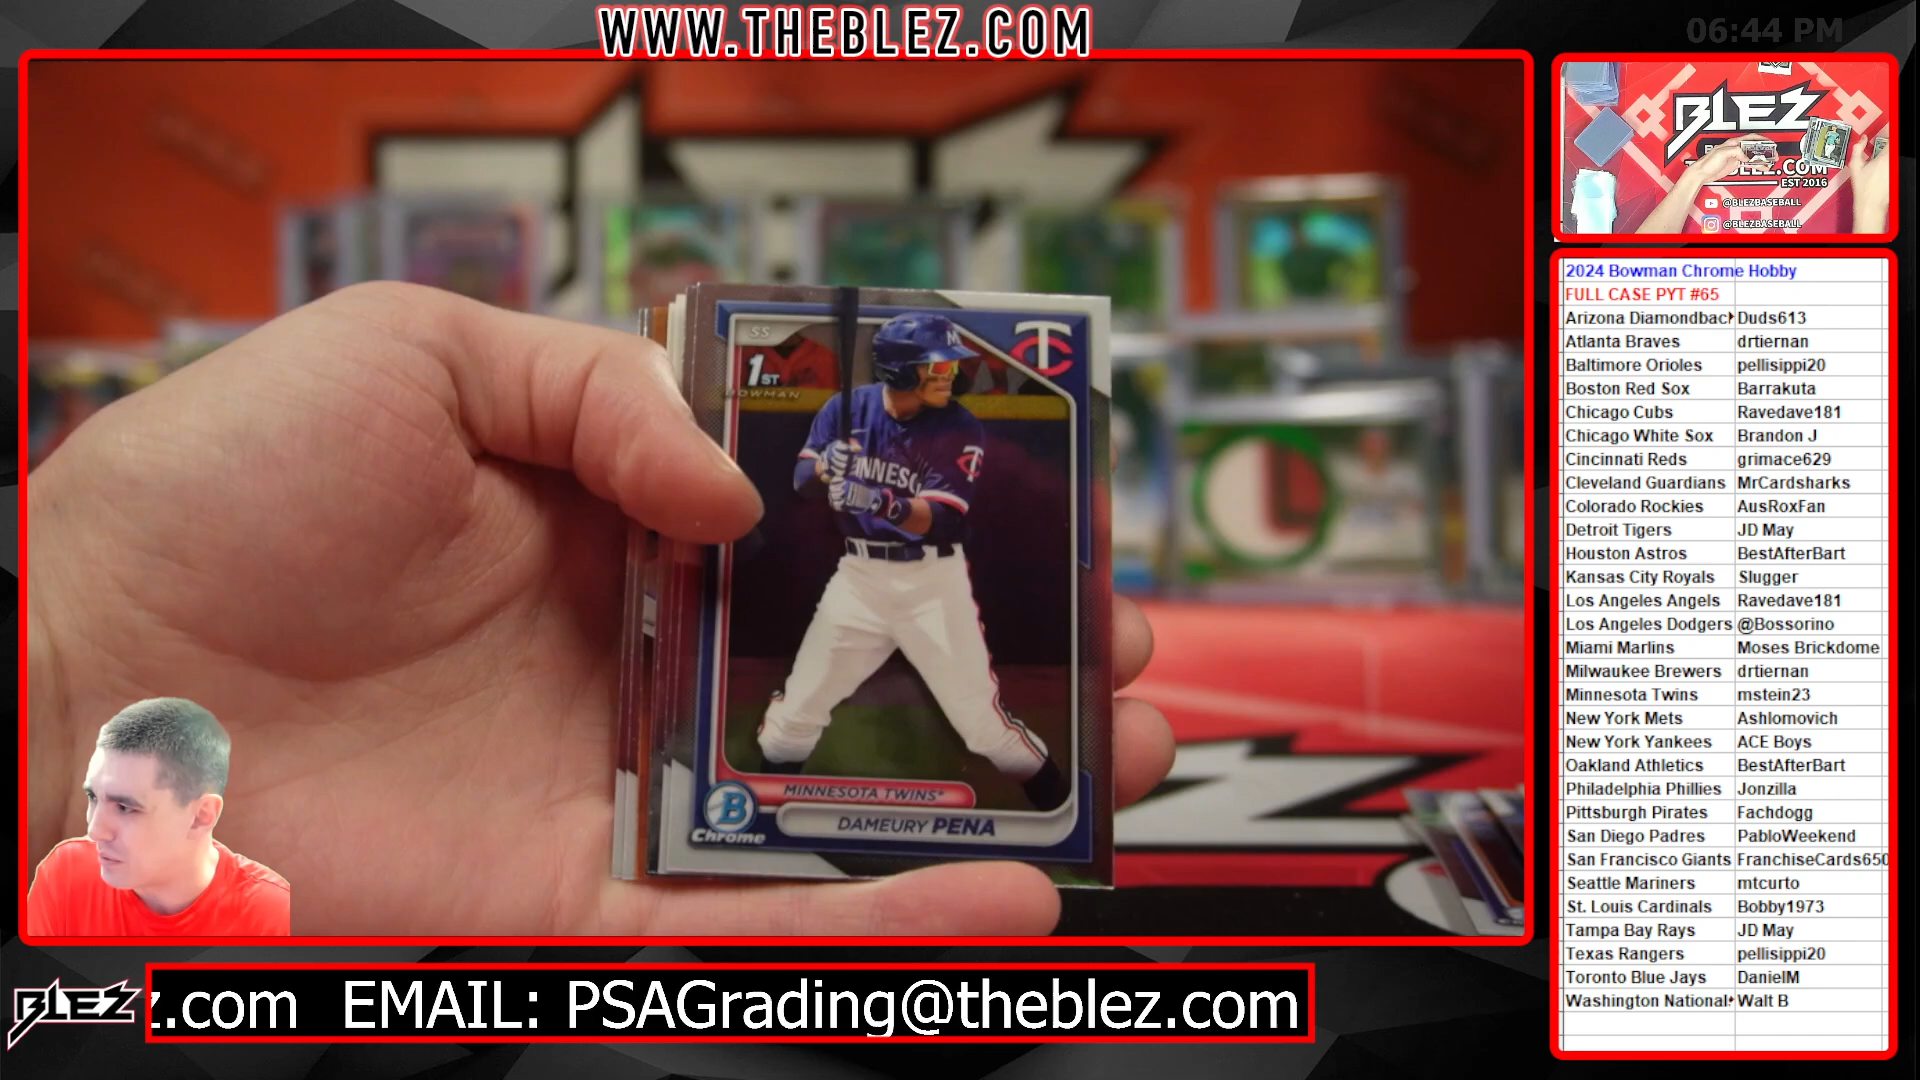 WWW.THEBLEZ.COM
06:44 PM
BLEZ
.COM
EST 2016
@BLEZBASEBALL
@BLEZBASEBALL
SS
1ST
BOWMAN
M
TC
MINNESO
TC
MINNESOTA TWINS
DAMEURY PENA
B
Chrome
2024 Bowman Chrome Hobby
FULL CASE PYT #65
Arizona Diamondbac Duds613
Atlanta Braves drtiernan
Baltimore Orioles pellisippi20
Boston Red Sox Barrakuta
Chicago Cubs Ravedave181
Chicago White Sox Brandon J
Cincinnati Reds grimace629
Cleveland Guardians MrCardsharks
Colorado Rockies AusRoxFan
Detroit Tigers JD May
Houston Astros BestAfterBart
Kansas City Royals Slugger
Los Angeles Angels Ravedave181
Los Angeles Dodgers @Bossorino
Miami Marlins Moses Brickdome
Milwaukee Brewers drtiernan
Minnesota Twins mstein23
New York Mets Ashlomovich
New York Yankees ACE Boys
Oakland Athletics BestAfterBart
Philadelphia Phillies Jonzilla
Pittsburgh Pirates Fachdogg
San Diego Padres PabloWeekend
San Francisco Giants FranchiseCards650
Seattle Mariners mtcurto
St. Louis Cardinals Bobby1973
Tampa Bay Rays JD May
Texas Rangers pellisippi20
Toronto Blue Jays DanielM
Washington National Walt B
BLEZ
z.com EMAIL: PSAGrading@theblez.com